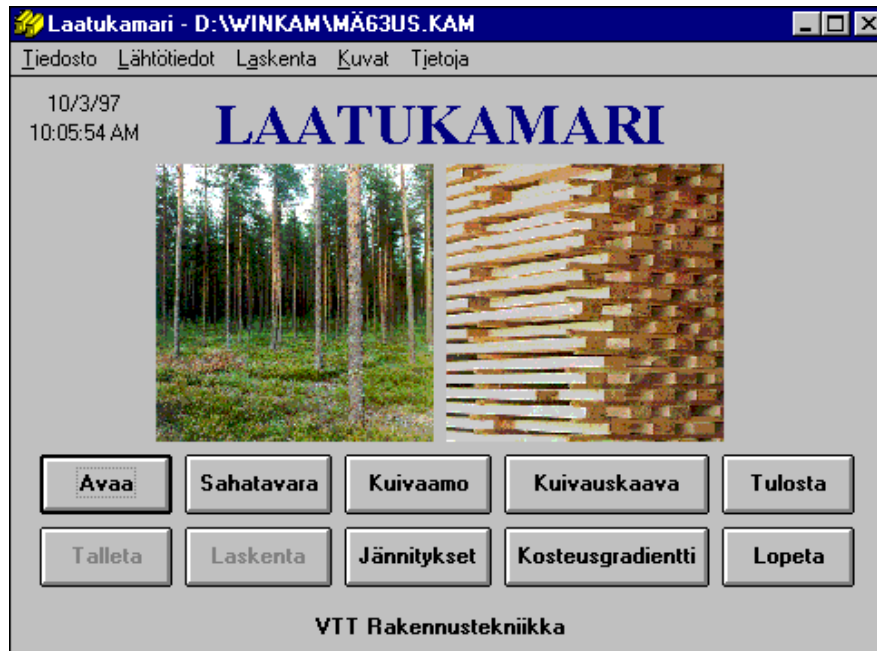 Laatukamari - D:\WINKAM\MÄ63US.KAM
Tiedosto Lähtötiedot Laskenta Kuvat Tietoja
10/3/97
10:05:54 AM
LAATUKAMARI
Avaa Sahatavara Kuivaamo Kuivauskaava Tulosta
Talleta Laskenta Jännitykset Kosteusgradientti Lopeta
VTT Rakennustekniikka